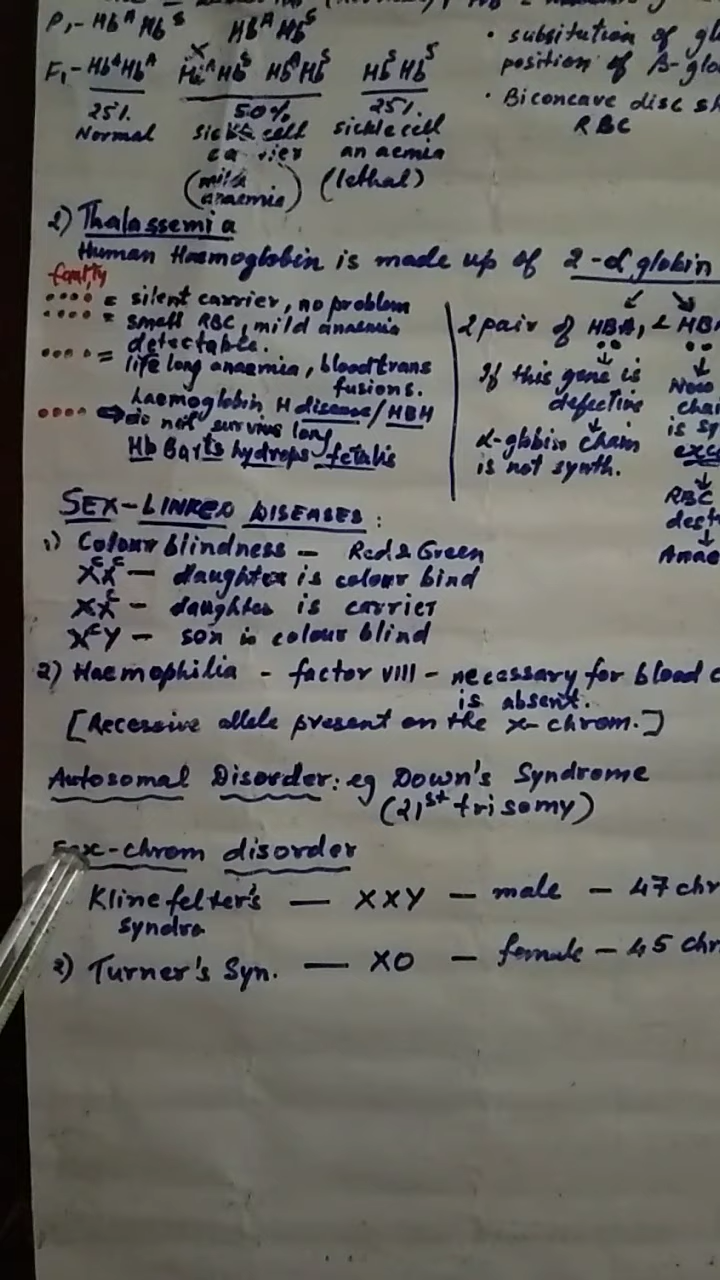 P₁- Hbᴬ Hbˢ Hbᴬ Hbˢ
F₁- Hbᴬ Hbᴬ Hbᴬ Hbˢ Hbᴬ Hbˢ Hbˢ Hbˢ
25% 50% 25%
Normal Sickle cell carrier (mild anaemia) sickle cell anaemia (lethal)
• subsitution of
position of β-
• Biconcave disc
RBC
2) Thalassemia
Human Haemoglobin is made up of 2-α globin
faulty
•••• = silent carrier, no problem
•••• = small RBC, mild anaemia
detectable.
•••• = life long anaemia, blood trans
fusions.
haemoglobin H disease/HBH
•••• ⇒ do not survive long
Hb Barts hydrops fetalis
2 pair of HBA₁ &
If this gene is
defective
α-globin chain
is not synth.
is
RBC
SEX-LINKED DISEASES:
1) Colour blindness — Red & Green
XᶜXᶜ — daughter is colour bind
XXᶜ — daughter is carrier
XᶜY — son is colour blind
2) Haemophilia - factor VIII - necessary for blood
is absent.
[Recessive allele present on the x-chrom.]
Autosomal Disorder: eg Down's Syndrome
(21ˢᵗ trisomy)
Sex-chrom disorder
Klinefelter's — XXY — male — 47
syndro
2) Turner's Syn. — XO — female — 45